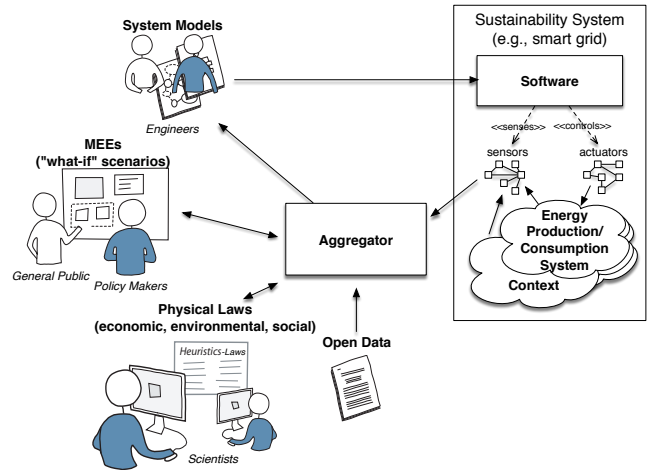 System Models
Engineers
MEEs
("what-if" scenarios)
General Public
Policy Makers
Aggregator
Physical Laws
(economic, environmental, social)
Heuristics-Laws
Scientists
Open Data
Sustainability System
(e.g., smart grid)
Software
<<senses>>
<<controls>>
sensors
actuators
Energy
Production/
Consumption
System
Context